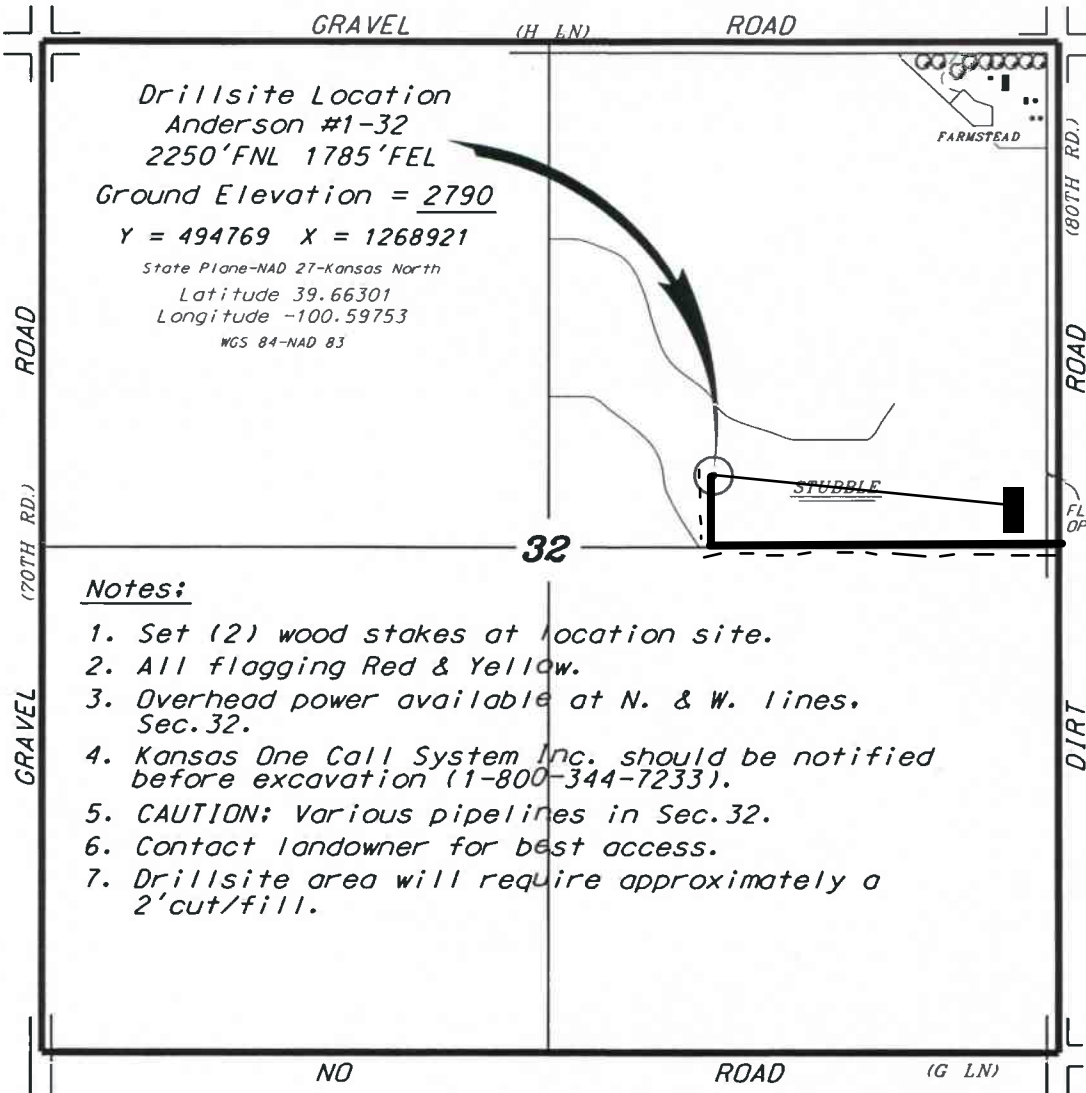 GRAVEL (H LN) ROAD
Drillsite Location
Anderson #1-32
2250'FNL 1785'FEL
Ground Elevation = 2790
Y = 494769 X = 1268921
State Plane-NAD 27-Kansas North
Latitude 39.66301
Longitude -100.59753
WGS 84-NAD 83
FARMSTEAD
(80TH RD.)
ROAD
ROAD
STUBBLE
FL
OP
(70TH RD.)
32
Notes:
1. Set (2) wood stakes at location site.
2. All flagging Red & Yellow.
3. Overhead power available at N. & W. lines.
Sec.32.
4. Kansas One Call System Inc. should be notified
before excavation (1-800-344-7233).
5. CAUTION: Various pipelines in Sec.32.
6. Contact landowner for best access.
7. Drillsite area will require approximately a
2'cut/fill.
GRAVEL
DIRT
NO ROAD (G LN)